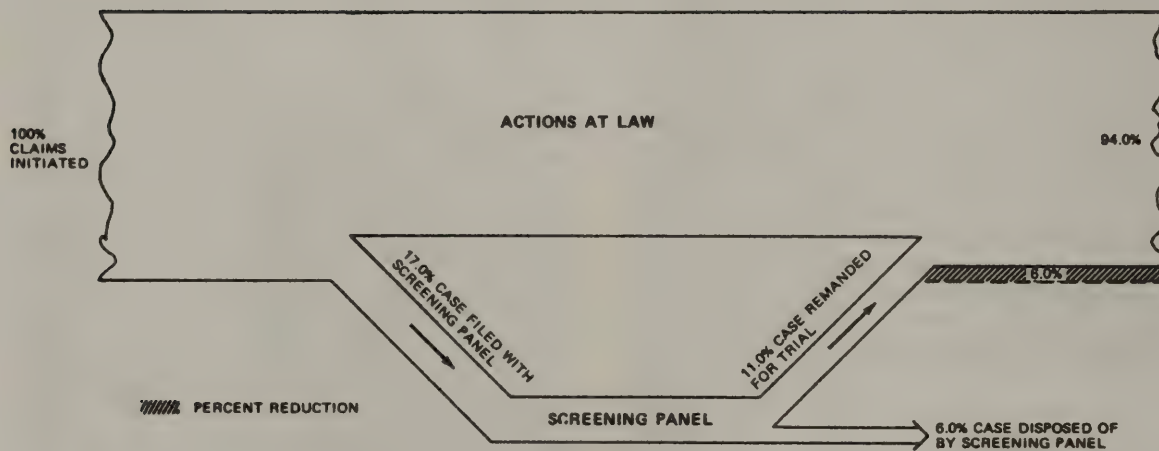 ACTIONS AT LAW
100%
CLAIMS
INITIATED
94.0%
17.0% CASE FILED WITH
SCREENING PANEL
11.0% CASE REMANDED
FOR TRIAL
6.0%
PERCENT REDUCTION
SCREENING PANEL
6.0% CASE DISPOSED OF
BY SCREENING PANEL